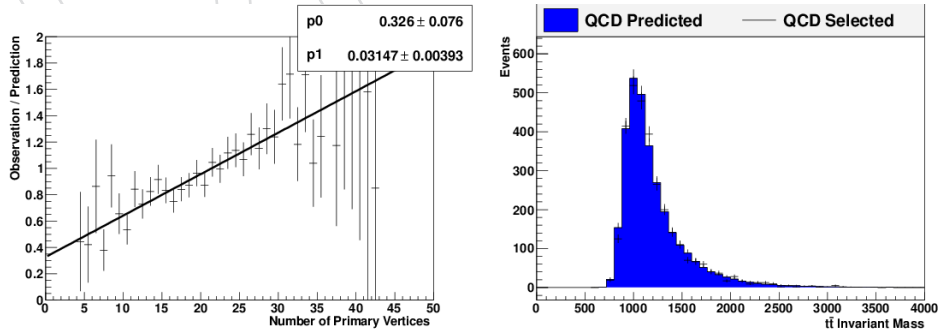 p0 0.326 ± 0.076
p1 0.03147 ± 0.00393
Observation / Prediction
2
1.8
1.6
1.4
1.2
1
0.8
0.6
0.4
0.2
0
0 5 10 15 20 25 30 35 40 45 50
Number of Primary Vertices
QCD Predicted
QCD Selected
Events
600
500
400
300
200
100
0
0 500 1000 1500 2000 2500 3000 3500 4000
tt̄ Invariant Mass